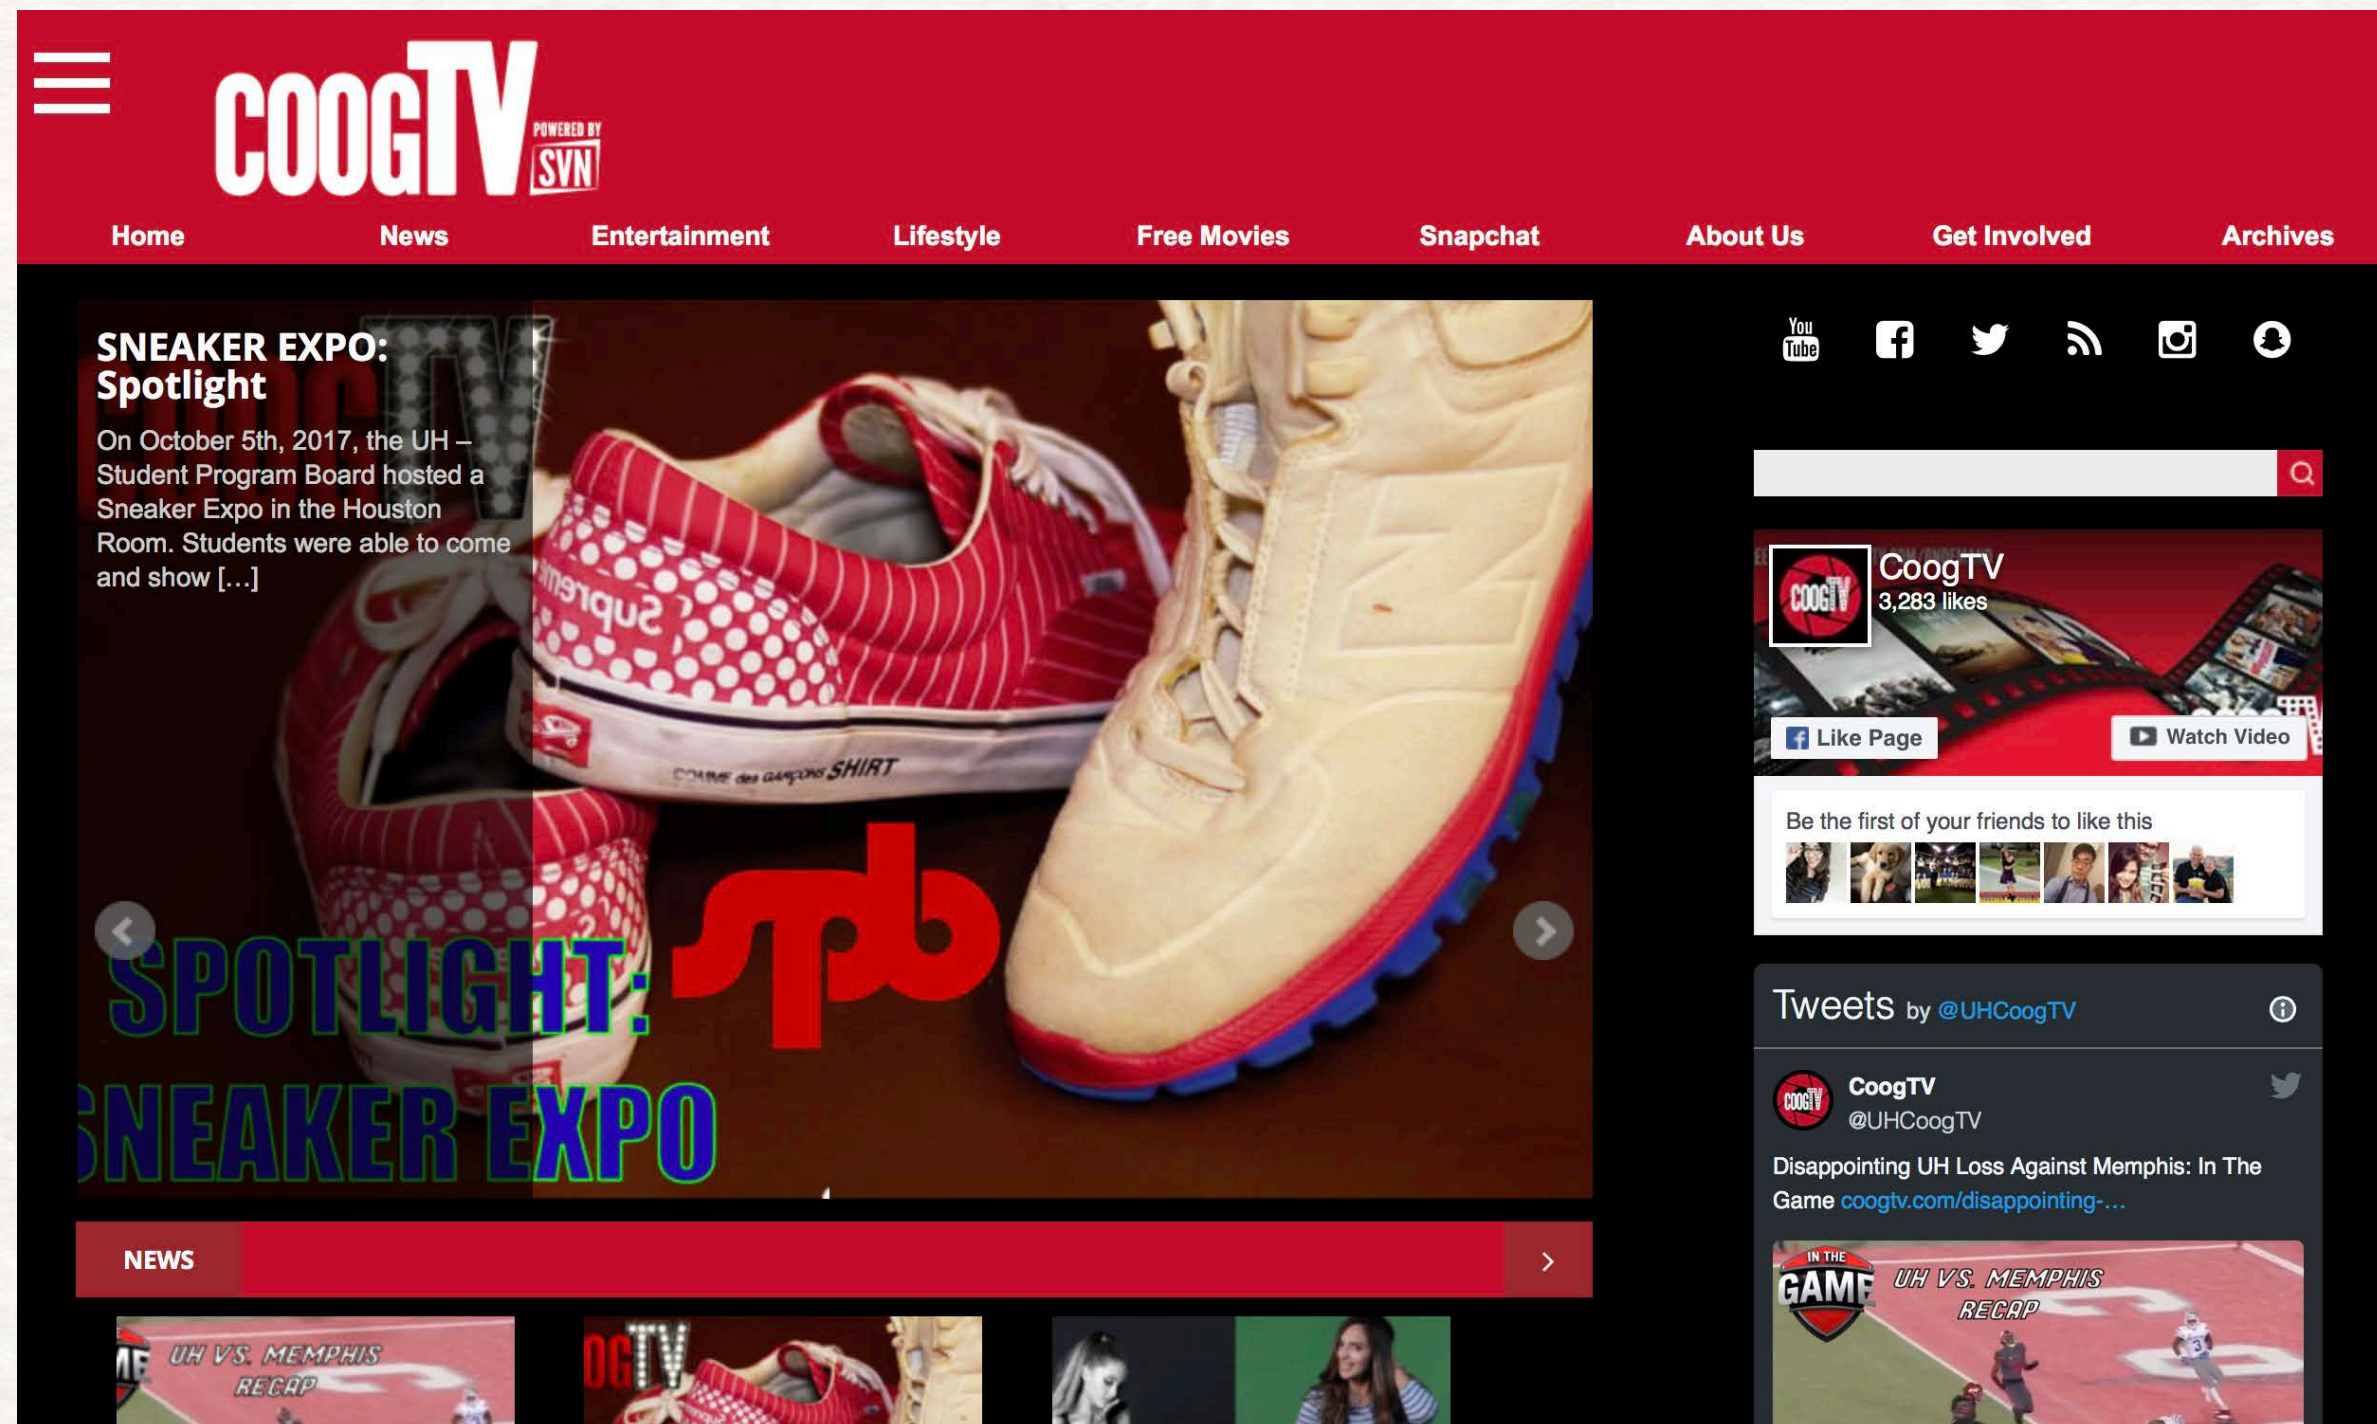 COOGTV
POWERED BY
SVN
Home News Entertainment Lifestyle Free Movies Snapchat About Us Get Involved Archives
SNEAKER EXPO:
Spotlight
On October 5th, 2017, the UH –
Student Program Board hosted a
Sneaker Expo in the Houston
Room. Students were able to come
and show […]
COOGTV
Supreme
COMME des GARÇONS SHIRT
spb
SPOTLIGHT:
SNEAKER EXPO
NEWS
UH VS. MEMPHIS
RECAP
OGTV
You
Tube
COOGTV
CoogTV
3,283 likes
Like Page
Watch Video
Be the first of your friends to like this
Tweets by @UHCoogTV
COOGTV
CoogTV
@UHCoogTV
Disappointing UH Loss Against Memphis: In The
Game coogtv.com/disappointing-…
IN THE
GAME
UH VS. MEMPHIS
RECAP
3